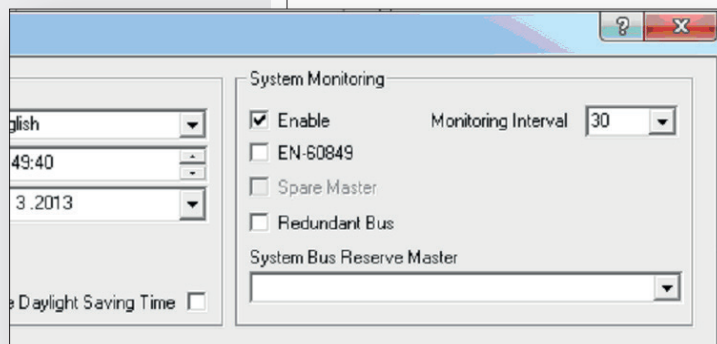 System Monitoring
Enable
Monitoring Interval
30
EN-60849
Spare Master
Redundant Bus
System Bus Reserve Master
glish
49:40
3 .2013
Daylight Saving Time